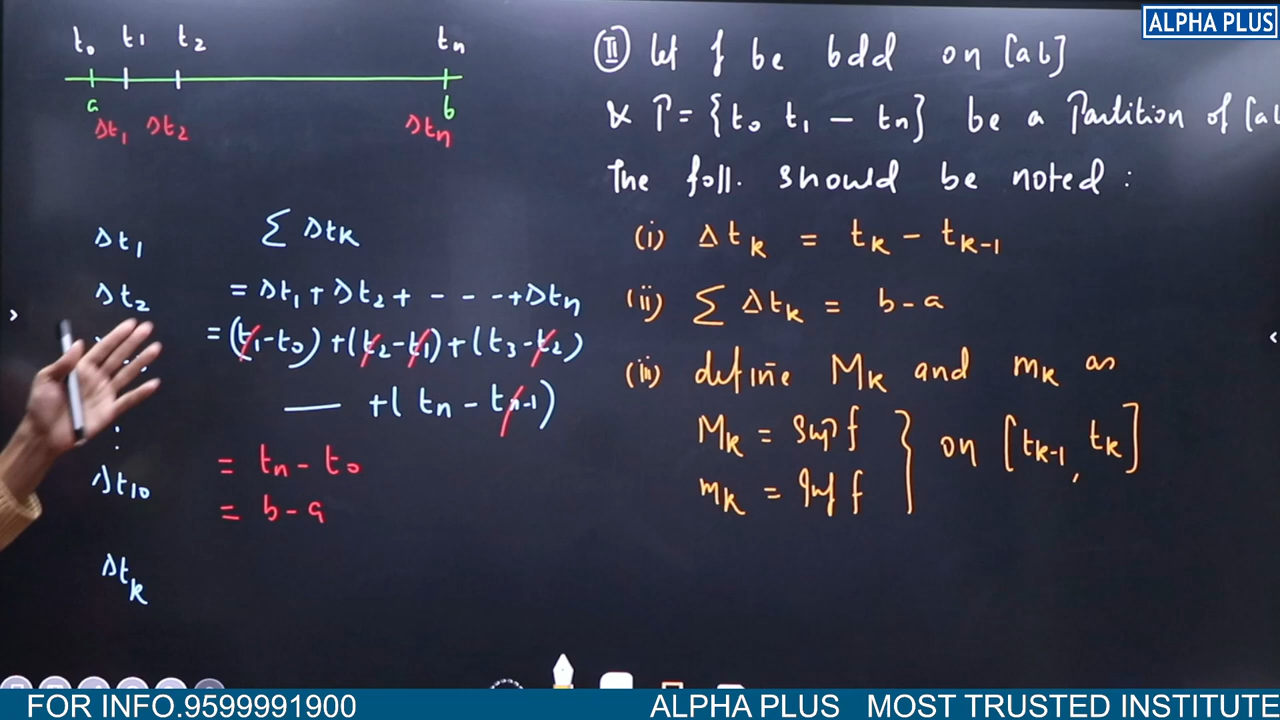 ALPHA PLUS
t₀ t₁ t₂ tₙ
a b
Δt₁ Δt₂ Δtₙ
Δt₁
Δt₂
⋮
Δt₁₀
Δtₖ
Σ Δtₖ
= Δt₁ + Δt₂ + - - - + Δtₙ
= (t₁ - t₀) + (t₂ - t₁) + (t₃ - t₂)
— + ( tₙ - tₙ₋₁)
= tₙ - t₀
= b - a
(II) let f be bdd on [a b]
& P = {t₀ t₁ — tₙ} be a Partition of [ab
The foll. should be noted :
(i) Δtₖ = tₖ - tₖ₋₁
(ii) Σ Δtₖ = b - a
(iii) define Mₖ and mₖ as
Mₖ = Sup f
mₖ = Inf f } on [tₖ₋₁, tₖ]
FOR INFO.9599991900 ALPHA PLUS MOST TRUSTED INSTITUTE